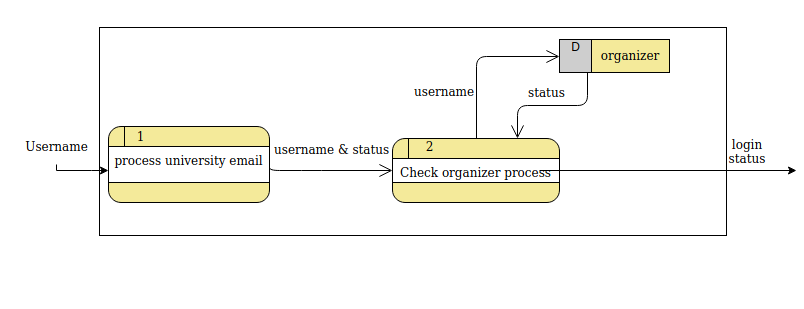 D
organizer
username
status
Username
1
process university email
username & status
2
Check organizer process
login
status